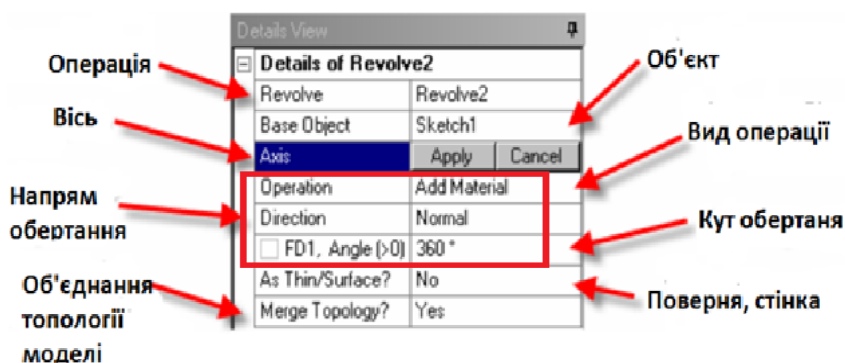 Details View
Details of Revolve2
Revolve Revolve2
Base Object Sketch1
Axis Apply Cancel
Operation Add Material
Direction Normal
FD1, Angle (>0) 360 °
As Thin/Surface? No
Merge Topology? Yes
Операція
Вісь
Напрям
обертання
Об'єднання
топології
моделі
Об'єкт
Вид операції
Кут обертаня
Поверня, стінка